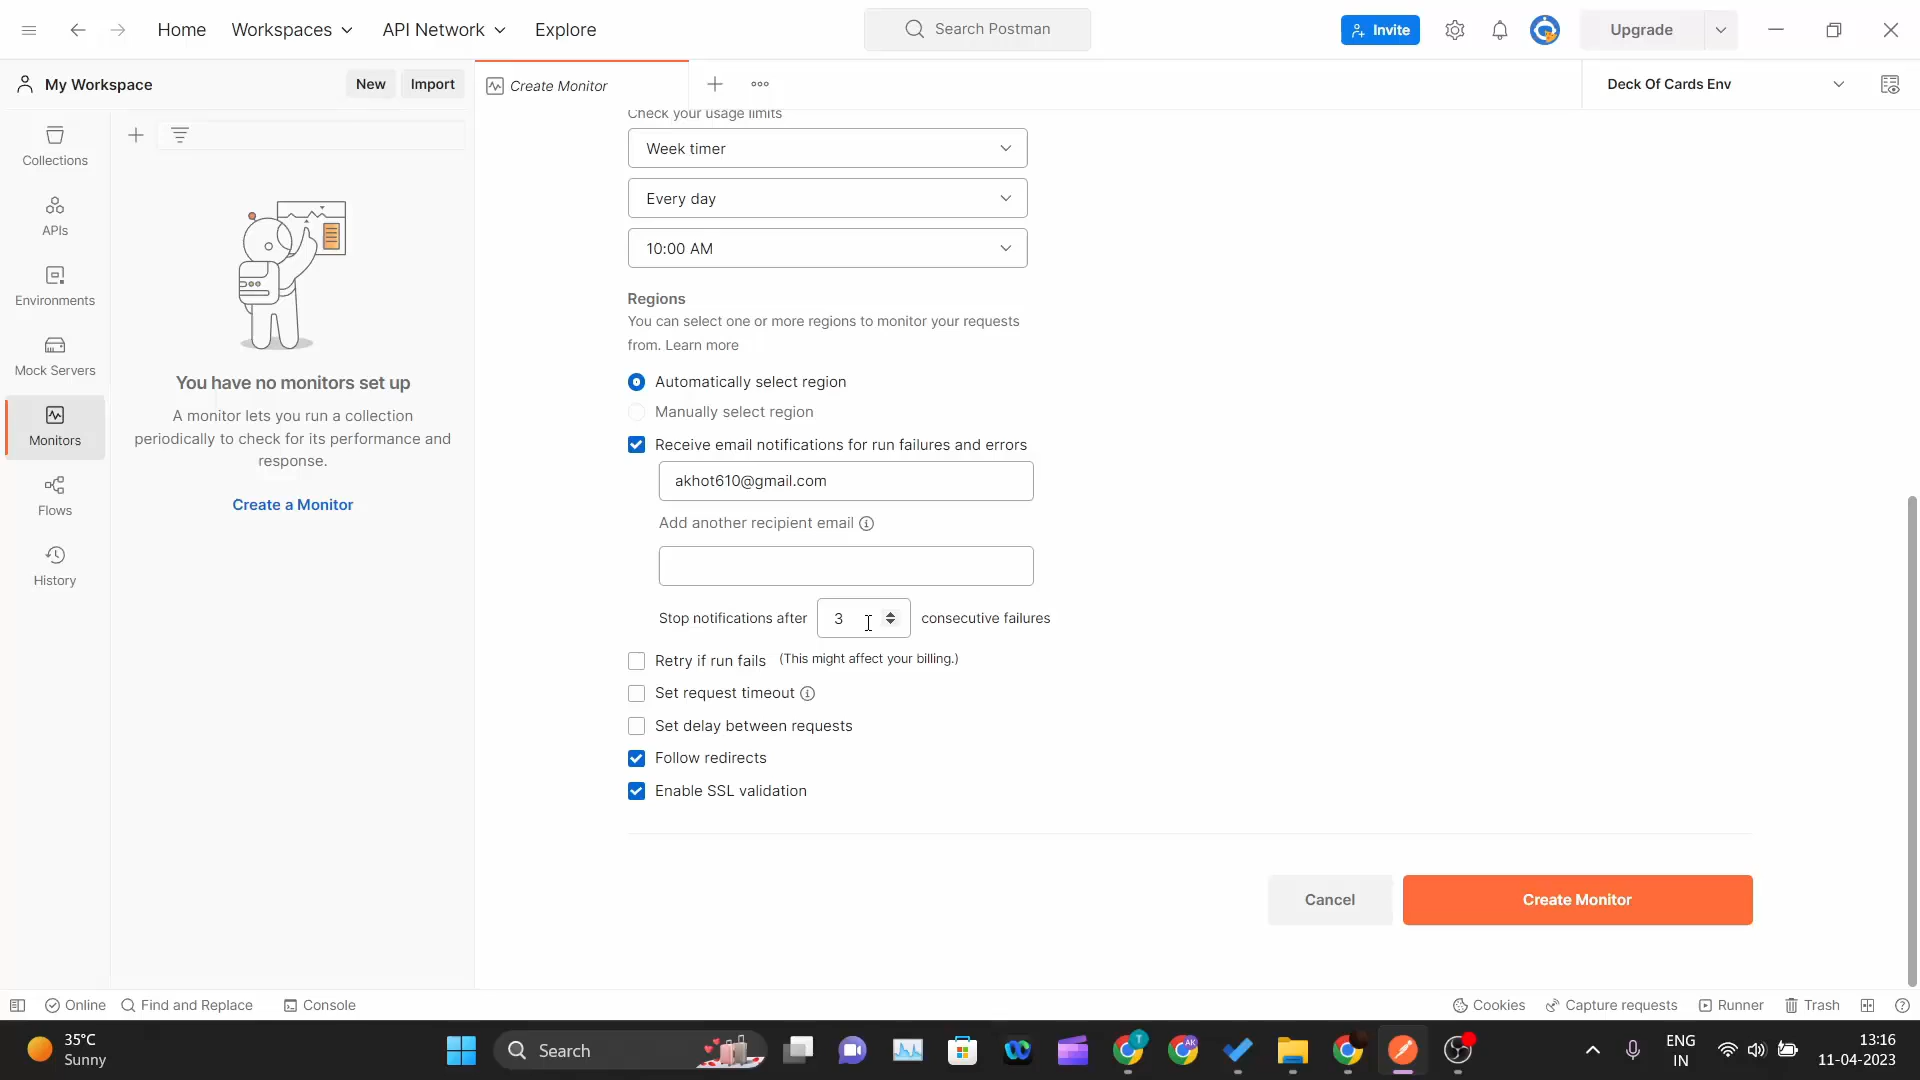 Home
Workspaces
API Network
Explore
Search Postman
Invite
Upgrade
My Workspace
New
Import
Create Monitor
Deck Of Cards Env
Collections
APIs
Environments
Mock Servers
Monitors
Flows
History
You have no monitors set up
A monitor lets you run a collection
periodically to check for its performance and
response.
Create a Monitor
Check your usage limits
Week timer
Every day
10:00 AM
Regions
You can select one or more regions to monitor your requests
from. Learn more
Automatically select region
Manually select region
Receive email notifications for run failures and errors
akhot610@gmail.com
Add another recipient email
Stop notifications after 3 consecutive failures
Retry if run fails (This might affect your billing.)
Set request timeout
Set delay between requests
Follow redirects
Enable SSL validation
Cancel
Create Monitor
Online
Find and Replace
Console
Cookies
Capture requests
Runner
Trash
35°C
Sunny
Search
T
AK
ENG
IN
13:16
11-04-2023